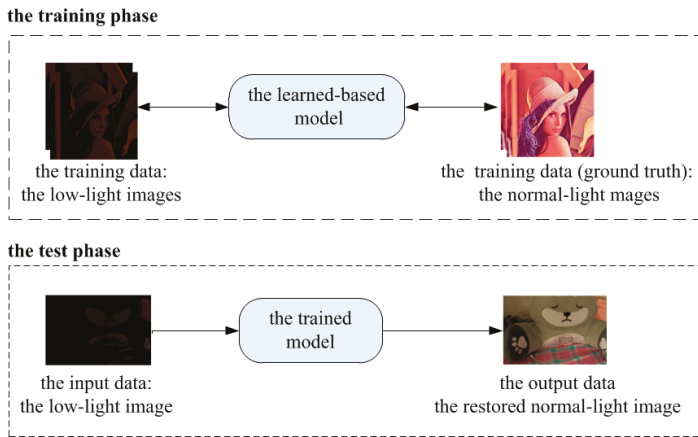 the training phase
the learned-based
model
the training data:
the low-light images
the training data (ground truth):
the normal-light mages
the test phase
the trained
model
the input data:
the low-light image
the output data
the restored normal-light image